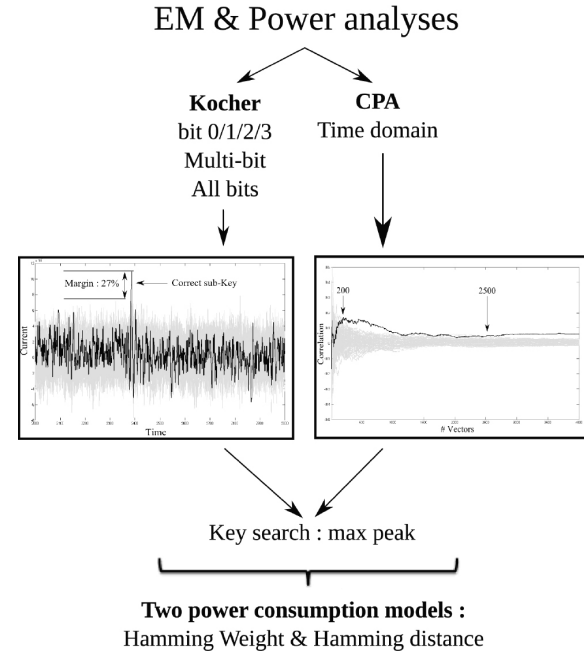 EM & Power analyses
Kocher
bit 0/1/2/3
Multi-bit
All bits
CPA
Time domain
Margin : 27%
Correct sub-Key
Current
Time
200
2500
Correlation
# Vectors
Key search : max peak
Two power consumption models :
Hamming Weight & Hamming distance